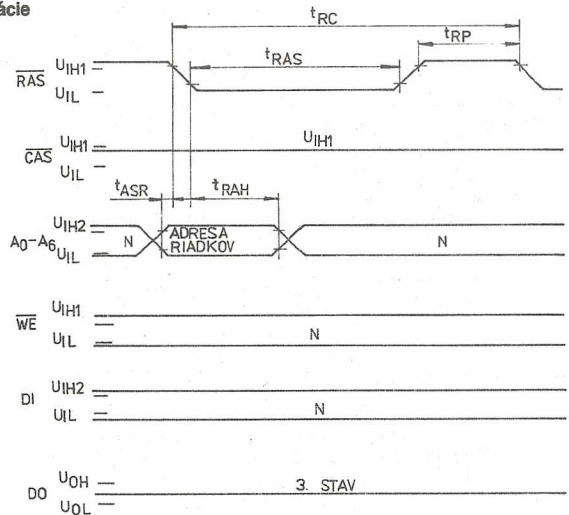 ácie
tRC
tRP
tRAS
UIH1
RAS
UIL
UIH1
UIH1
CAS
UIL
tASR
tRAH
UIH2
A0-A6
N
ADRESA
RIADKOV
N
UIL
UIH1
WE
UIL
N
UIH2
DI
UIL
N
UOH
3. STAV
DO
UOL